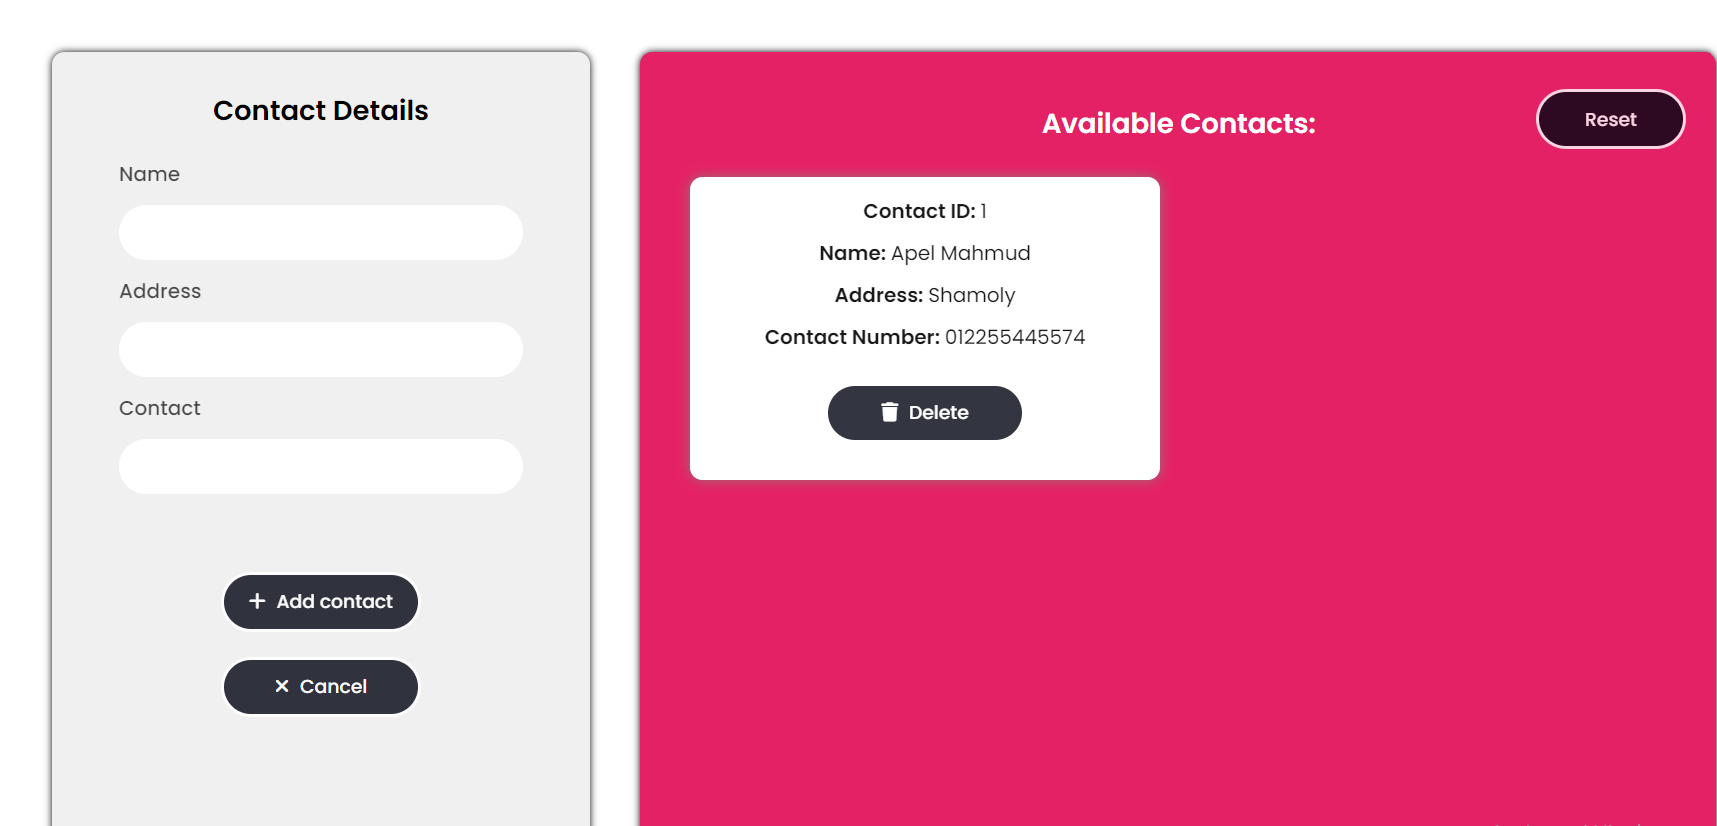 Contact Details
Name
Address
Contact
+ Add contact
× Cancel
Available Contacts:
Reset
Contact ID: 1
Name: Apel Mahmud
Address: Shamoly
Contact Number: 012255445574
Delete